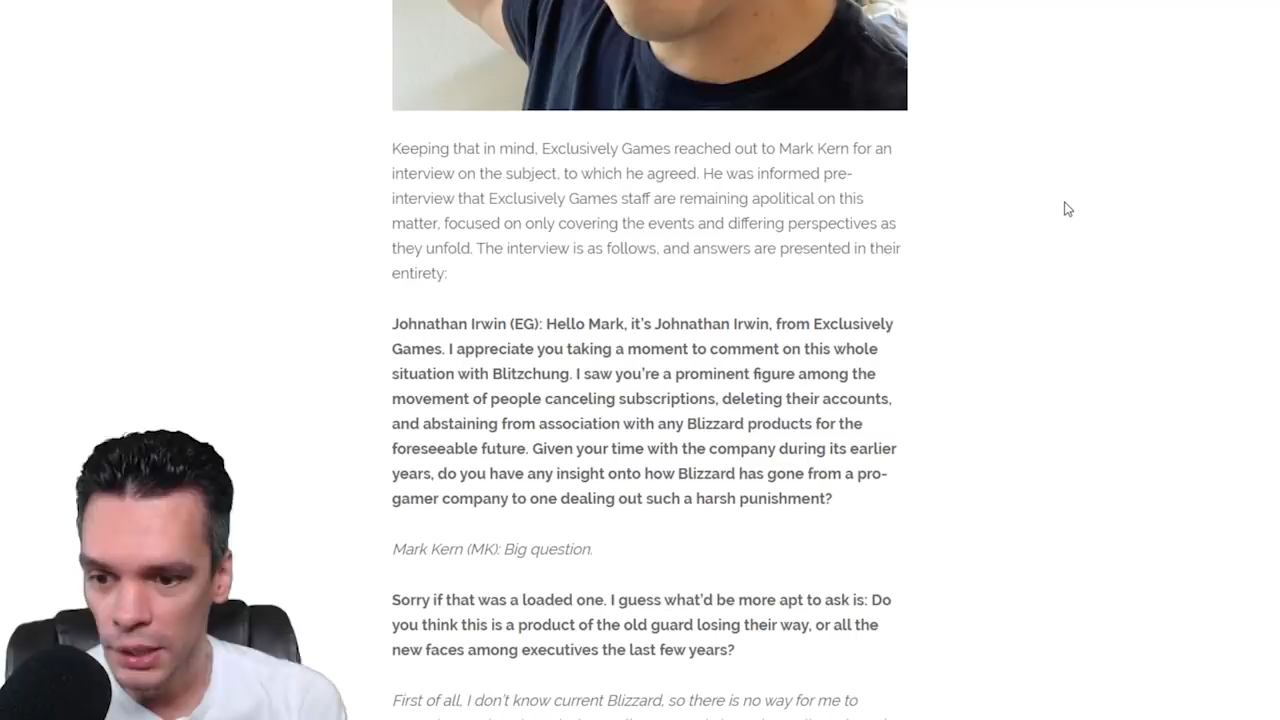 Keeping that in mind, Exclusively Games reached out to Mark Kern for an
interview on the subject, to which he agreed. He was informed pre-
interview that Exclusively Games staff are remaining apolitical on this
matter, focused on only covering the events and differing perspectives as
they unfold. The interview is as follows, and answers are presented in their
entirety:
Johnathan Irwin (EG): Hello Mark, it's Johnathan Irwin, from Exclusively
Games. I appreciate you taking a moment to comment on this whole
situation with Blitzchung. I saw you're a prominent figure among the
movement of people canceling subscriptions, deleting their accounts,
and abstaining from association with any Blizzard products for the
foreseeable future. Given your time with the company during its earlier
years, do you have any insight onto how Blizzard has gone from a pro-
gamer company to one dealing out such a harsh punishment?
Mark Kern (MK): Big question.
Sorry if that was a loaded one. I guess what'd be more apt to ask is: Do
you think this is a product of the old guard losing their way, or all the
new faces among executives the last few years?
First of all, I don't know current Blizzard, so there is no way for me to